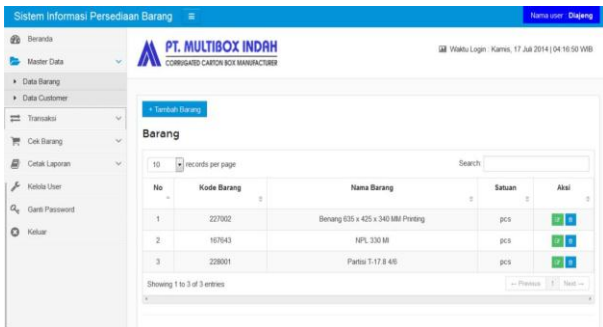 Sistem Informasi Persediaan Barang
Nama user : Diajeng
Beranda
Master Data
Data Barang
Data Customer
Transaksi
Cek Barang
Cetak Laporan
Kelola User
Ganti Password
Keluar
PT. MULTIBOX INDAH
CORRUGATED CARTON BOX MANUFACTURER
Waktu Login : Kamis, 17 Juli 2014 | 04:16:50 WIB
+ Tambah Barang
Barang
10 records per page
Search:
No Kode Barang Nama Barang Satuan Aksi
1 227002 Benang 635 x 425 x 340 MM Printing pcs
2 167643 NPL 330 Ml pcs
3 228001 Partisi T-17.8 4/6 pcs
Showing 1 to 3 of 3 entries
← Previous 1 Next →